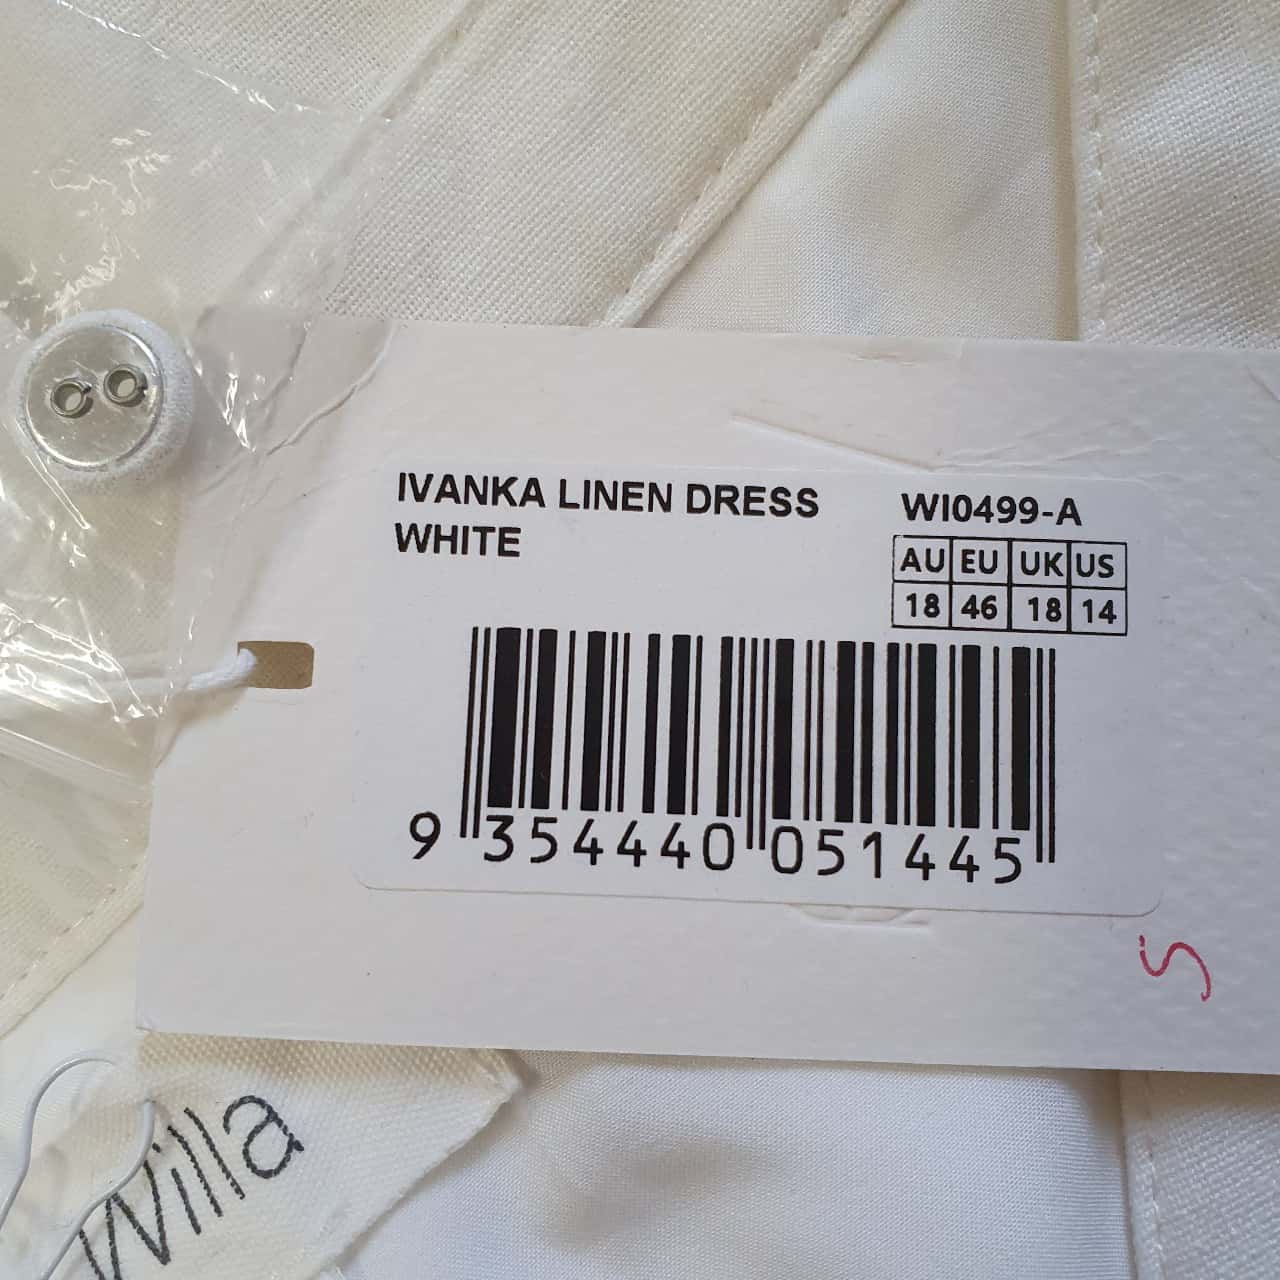 IVANKA LINEN DRESS
WHITE
WI0499-A
AU EU UK US
18 46 18 14
9 354440 051445
S
Willa